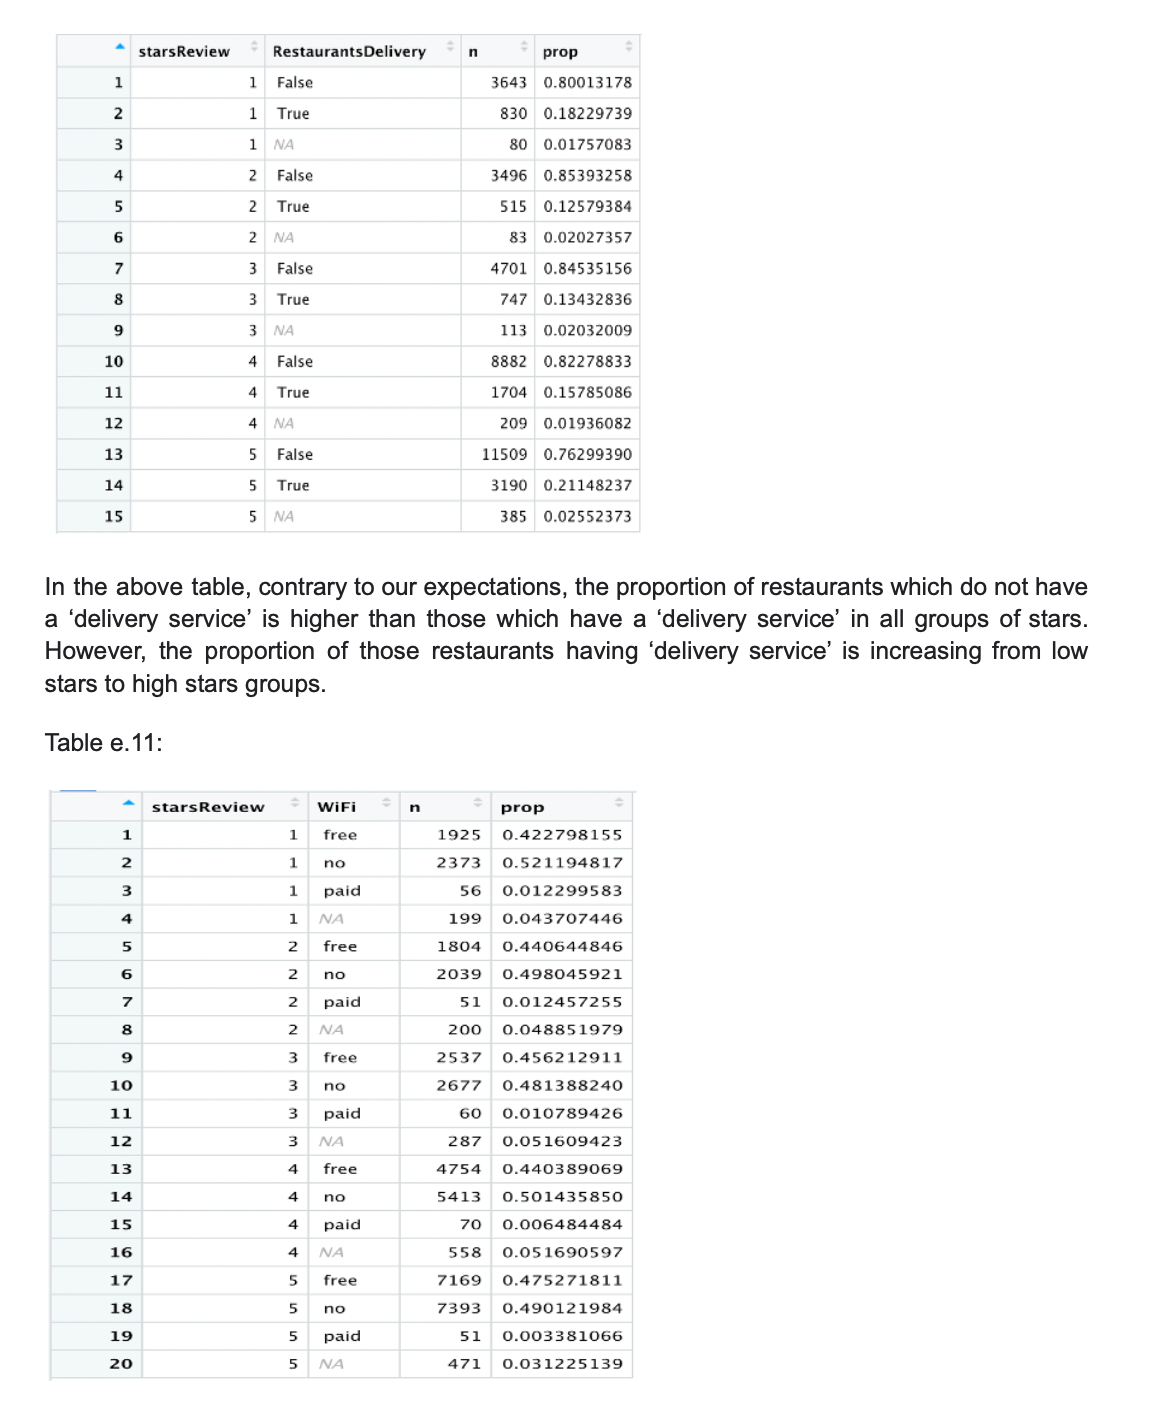 starsReview RestaurantsDelivery n prop
1 1 False 3643 0.80013178
2 1 True 830 0.18229739
3 1 NA 80 0.01757083
4 2 False 3496 0.85393258
5 2 True 515 0.12579384
6 2 NA 83 0.02027357
7 3 False 4701 0.84535156
8 3 True 747 0.13432836
9 3 NA 113 0.02032009
10 4 False 8882 0.82278833
11 4 True 1704 0.15785086
12 4 NA 209 0.01936082
13 5 False 11509 0.76299390
14 5 True 3190 0.21148237
15 5 NA 385 0.02552373
In the above table, contrary to our expectations, the proportion of restaurants which do not have
a ‘delivery service’ is higher than those which have a ‘delivery service’ in all groups of stars.
However, the proportion of those restaurants having ‘delivery service’ is increasing from low
stars to high stars groups.
Table e.11:
starsReview WiFi n prop
1 1 free 1925 0.422798155
2 1 no 2373 0.521194817
3 1 paid 56 0.012299583
4 1 NA 199 0.043707446
5 2 free 1804 0.440644846
6 2 no 2039 0.498045921
7 2 paid 51 0.012457255
8 2 NA 200 0.048851979
9 3 free 2537 0.456212911
10 3 no 2677 0.481388240
11 3 paid 60 0.010789426
12 3 NA 287 0.051609423
13 4 free 4754 0.440389069
14 4 no 5413 0.501435850
15 4 paid 70 0.006484484
16 4 NA 558 0.051690597
17 5 free 7169 0.475271811
18 5 no 7393 0.490121984
19 5 paid 51 0.003381066
20 5 NA 471 0.031225139